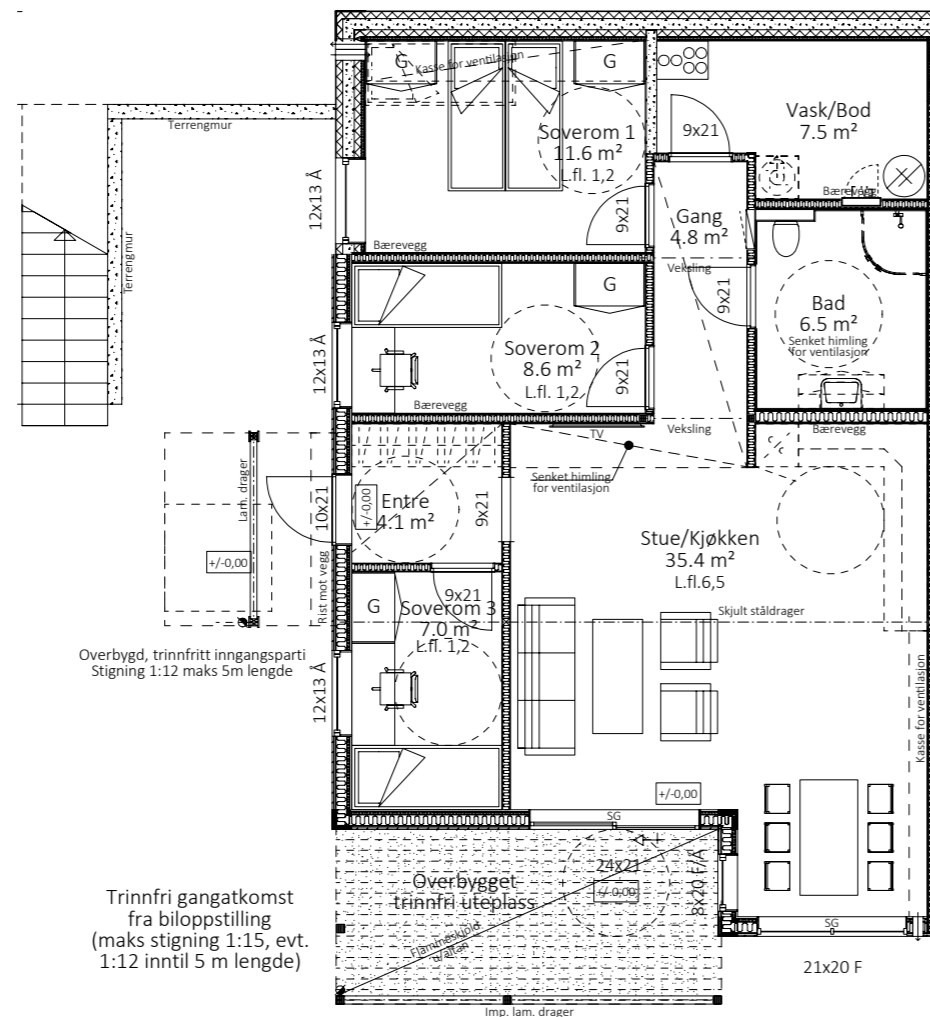 Kasse for ventilasjon
G
G
Soverom 1
11.6 m²
L.fl. 1,2
9x21
Vask/Bod
7.5 m²
Terrengmur
Terrengmur
12x13 Å
9x21
Gang
4.8 m²
Bærevegg
Bærevegg
Veksling
G
9x21
Bad
6.5 m²
Senket himling
for ventilasjon
Soverom 2
8.6 m²
L.fl. 1,2
12x13 Å
9x21
Bærevegg
TV
Veksling
Bærevegg
Senket himling
for ventilasjon
Lam. drager
10x21
+/-0,00
Entre
4.1 m²
9x21
Stue/Kjøkken
35.4 m²
L.fl.6,5
+/-0,00
Rist mot vegg
9x21
G
Soverom 3
7.0 m²
L.fl. 1,2
Skjult ståldrager
Overbygd, trinnfritt inngangsparti
Stigning 1:12 maks 5m lengde
12x13 Å
Kasse for ventilasjon
+/-0,00
SG
24x21
+/-0,00
8x20 F/Å
Overbygget
trinnfri uteplass
Flammeskjold
u/altan
Trinnfri gangatkomst
fra biloppstilling
(maks stigning 1:15, evt.
1:12 inntil 5 m lengde)
SG
21x20 F
Imp. lam. drager